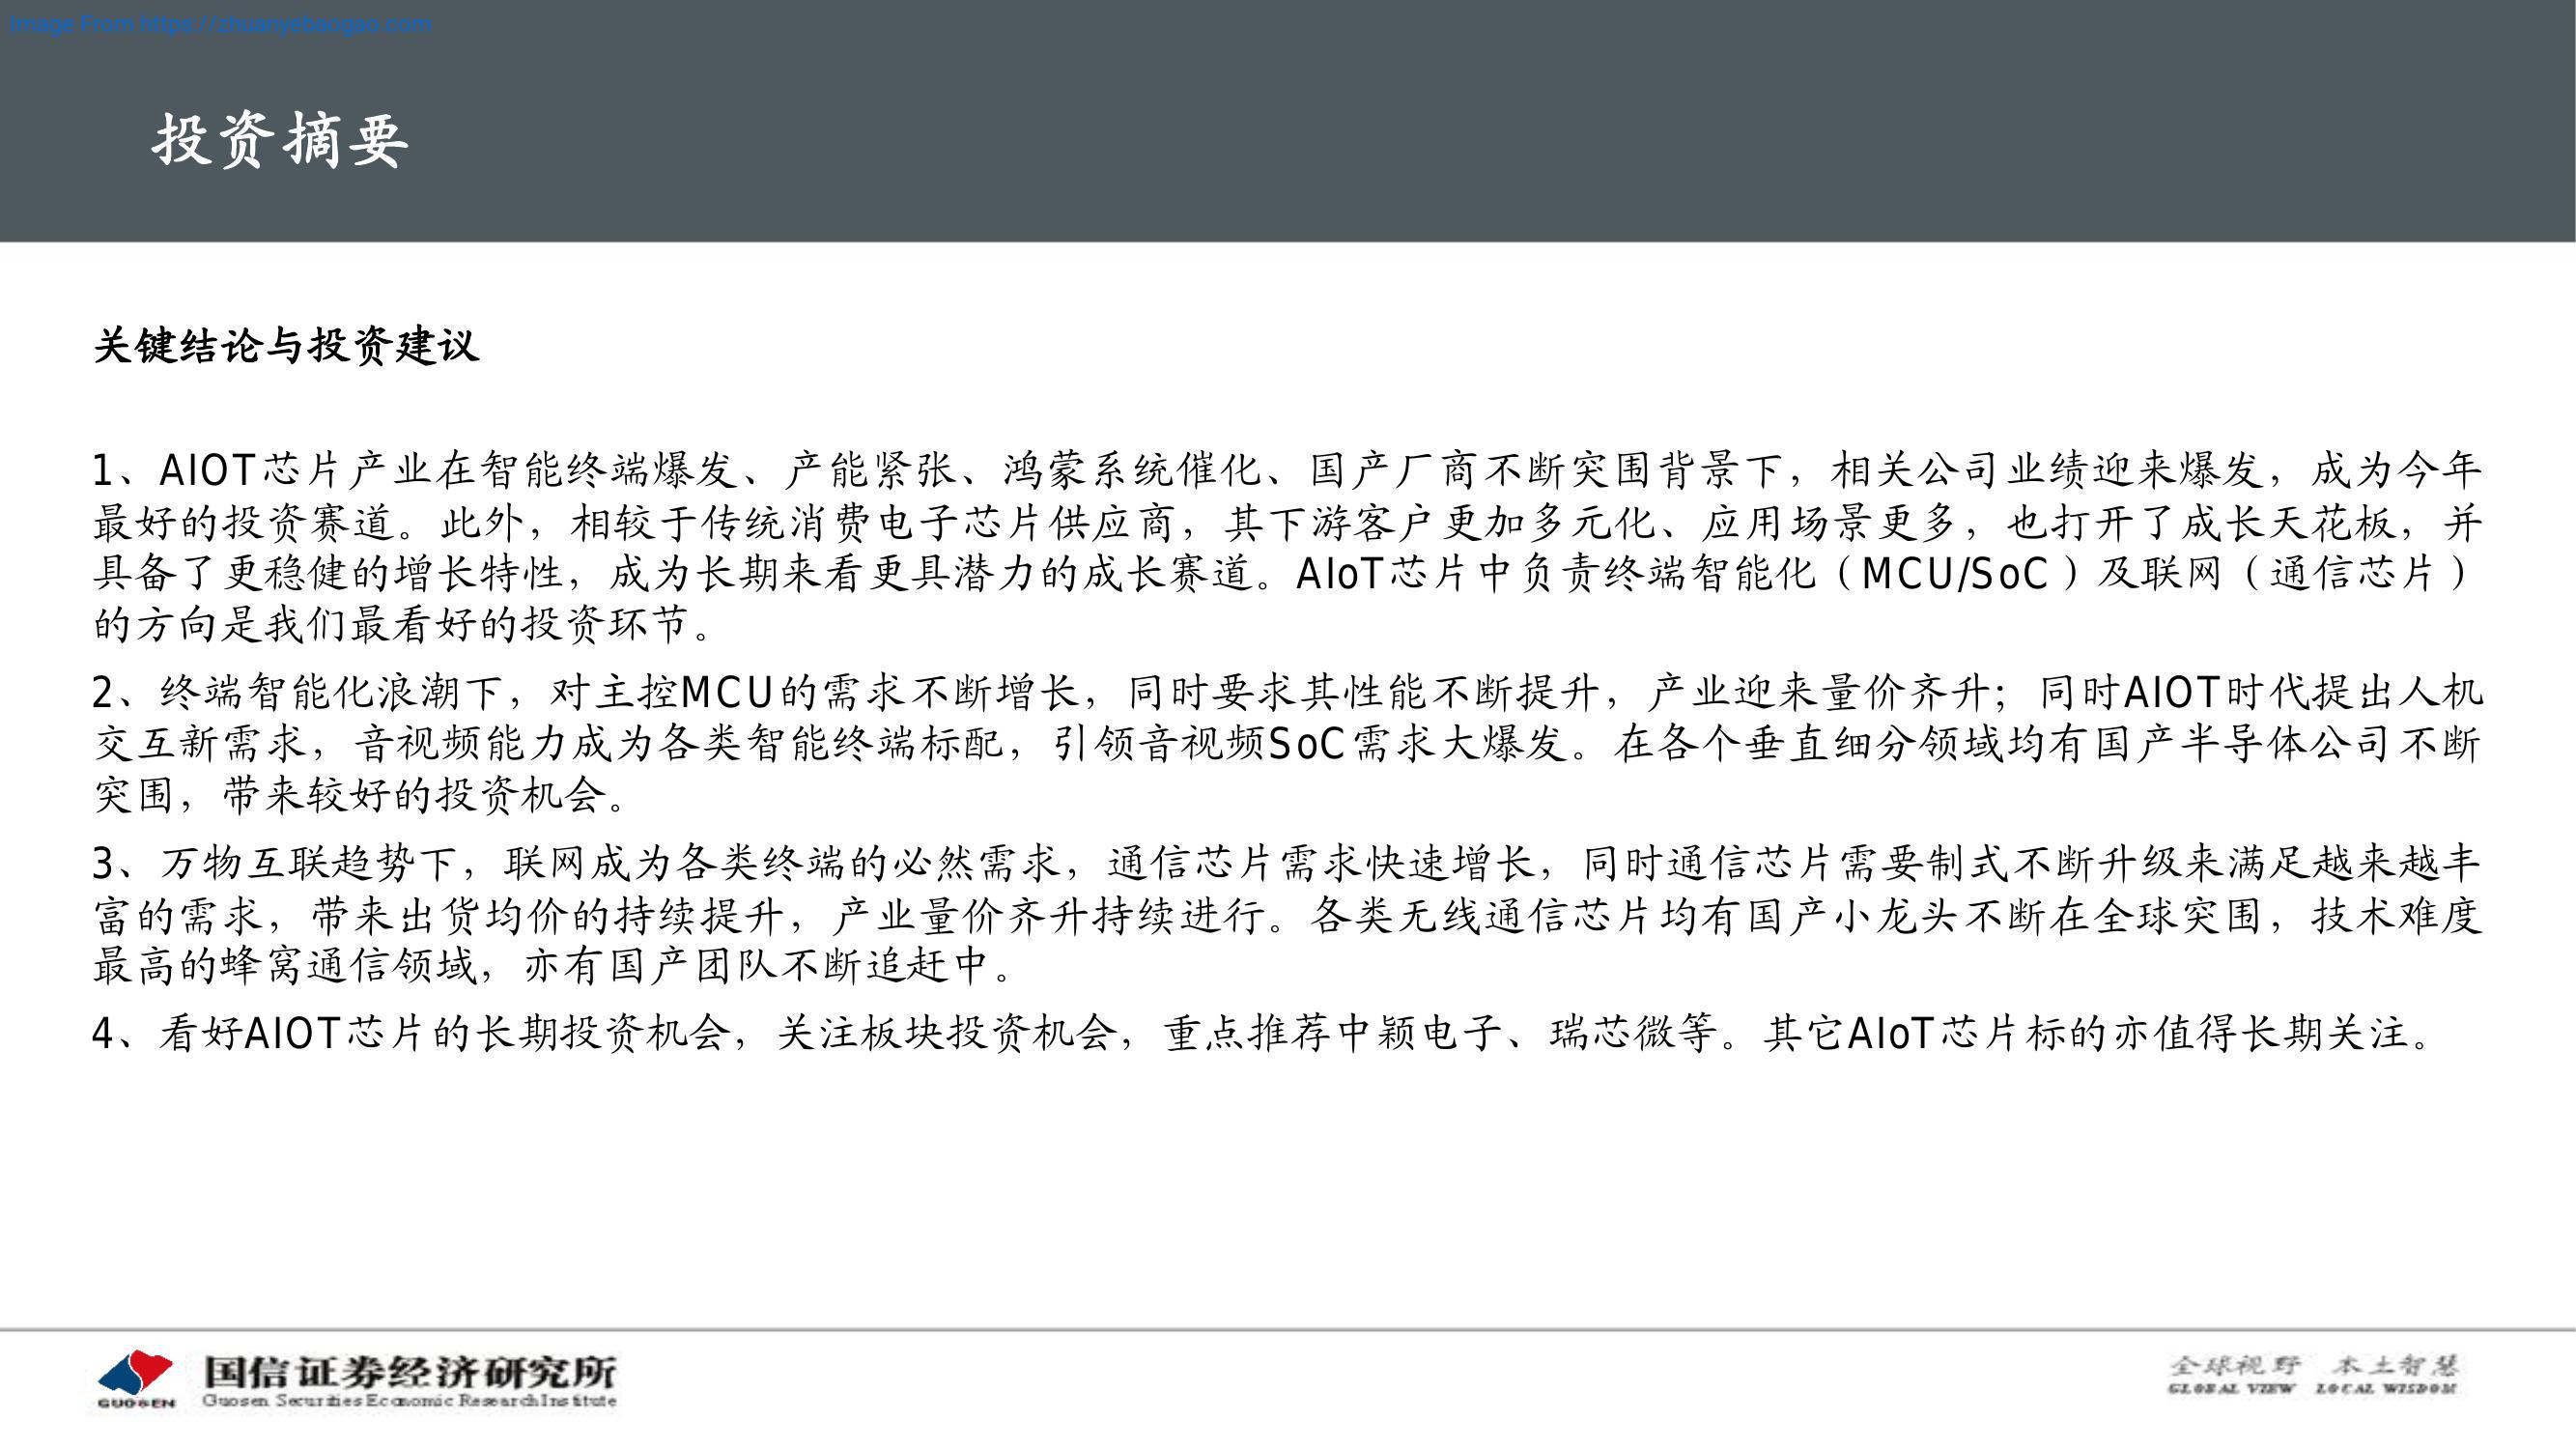 Image From https://zhuanyebaogao.com
投资摘要
关键结论与投资建议
1、AIOT芯片产业在智能终端爆发、产能紧张、鸿蒙系统催化、国产厂商不断突围背景下，相关公司业绩迎来爆发，成为今年
最好的投资赛道。此外，相较于传统消费电子芯片供应商，其下游客户更加多元化、应用场景更多，也打开了成长天花板，并
具备了更稳健的增长特性，成为长期来看更具潜力的成长赛道。AIoT芯片中负责终端智能化（MCU/SoC）及联网（通信芯片）
的方向是我们最看好的投资环节。
2、终端智能化浪潮下，对主控MCU的需求不断增长，同时要求其性能不断提升，产业迎来量价齐升；同时AIOT时代提出人机
交互新需求，音视频能力成为各类智能终端标配，引领音视频SoC需求大爆发。在各个垂直细分领域均有国产半导体公司不断
突围，带来较好的投资机会。
3、万物互联趋势下，联网成为各类终端的必然需求，通信芯片需求快速增长，同时通信芯片需要制式不断升级来满足越来越丰
富的需求，带来出货均价的持续提升，产业量价齐升持续进行。各类无线通信芯片均有国产小龙头不断在全球突围，技术难度
最高的蜂窝通信领域，亦有国产团队不断追赶中。
4、看好AIOT芯片的长期投资机会，关注板块投资机会，重点推荐中颖电子、瑞芯微等。其它AIoT芯片标的亦值得长期关注。
GUOSEN
国信证券经济研究所
Guosen Securities Economic Research Institute
全球视野 本土智慧
GLOBAL VIEW LOCAL WISDOM